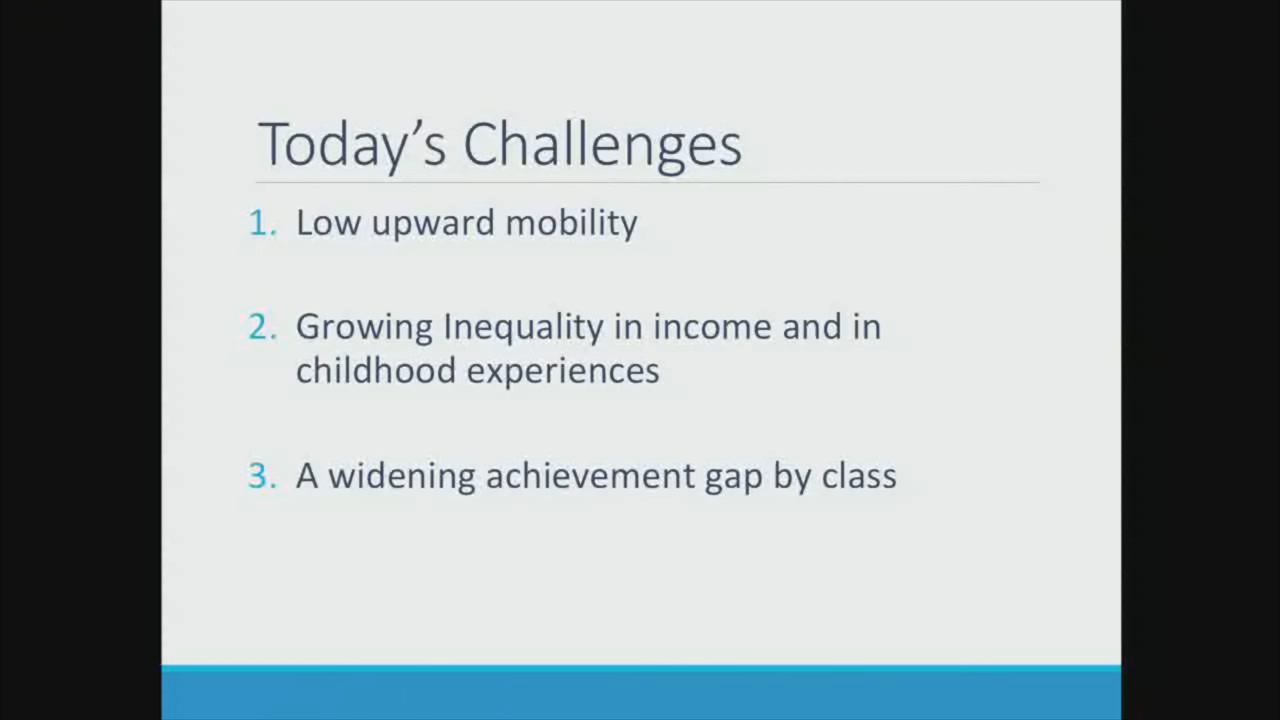 Today’s Challenges
1. Low upward mobility
2. Growing Inequality in income and in
childhood experiences
3. A widening achievement gap by class